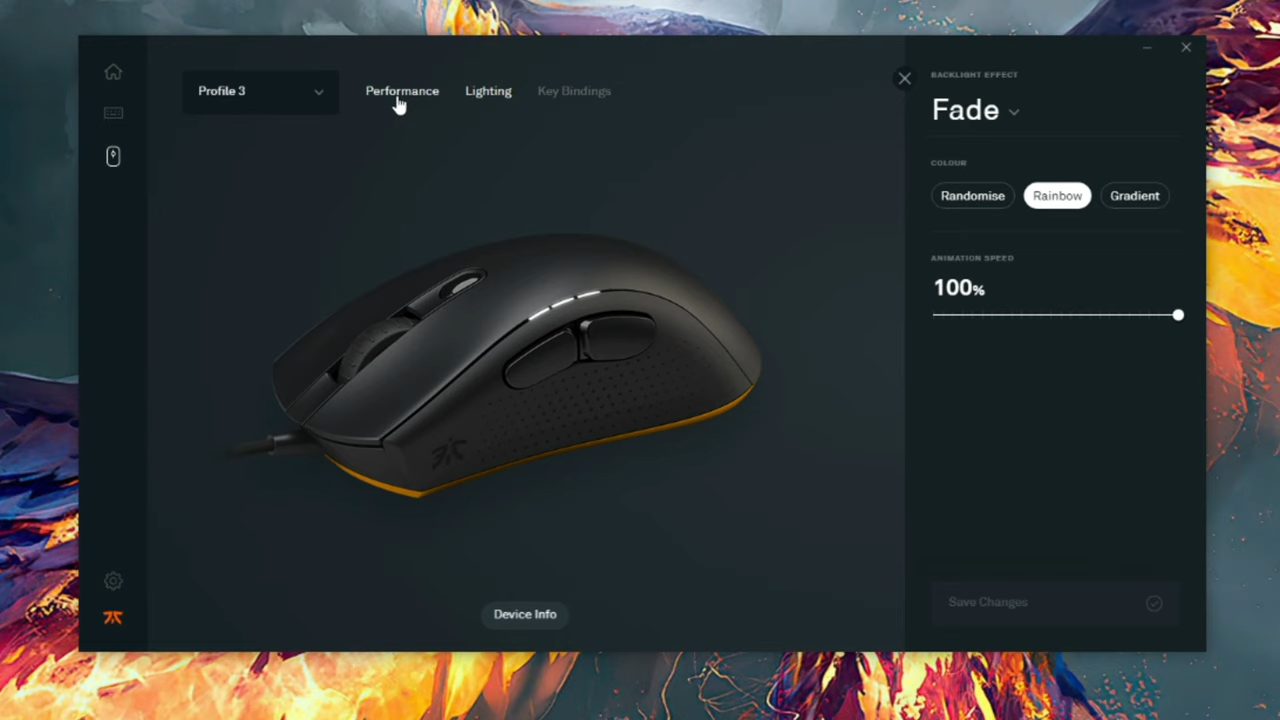 Profile 3
Performance
Lighting
Key Bindings
BACKLIGHT EFFECT
Fade
COLOUR
Randomise
Rainbow
Gradient
ANIMATION SPEED
100%
Device Info
Save Changes